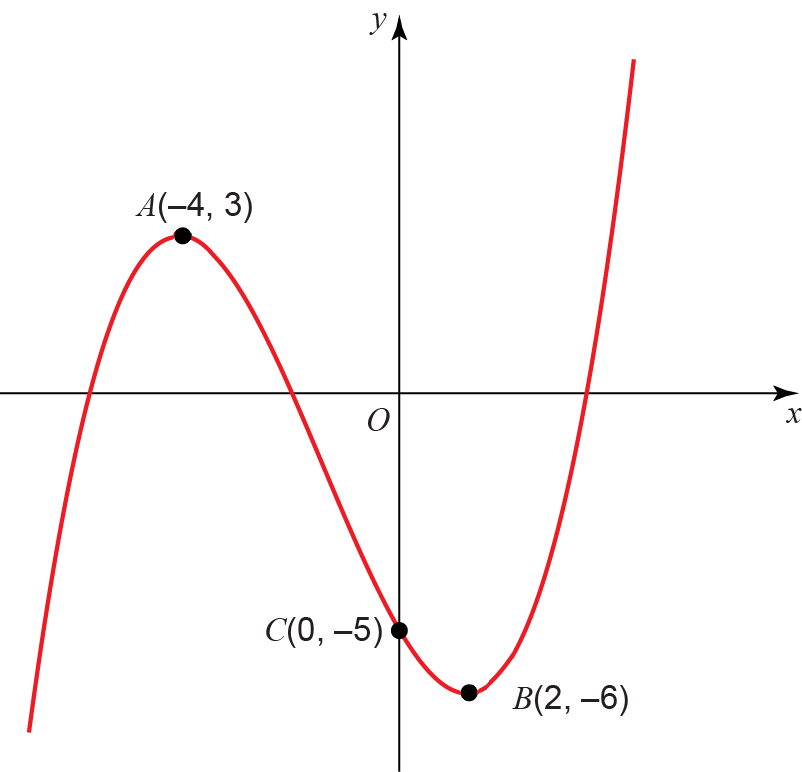 y
A(–4, 3)
O
x
C(0, –5)
B(2, –6)